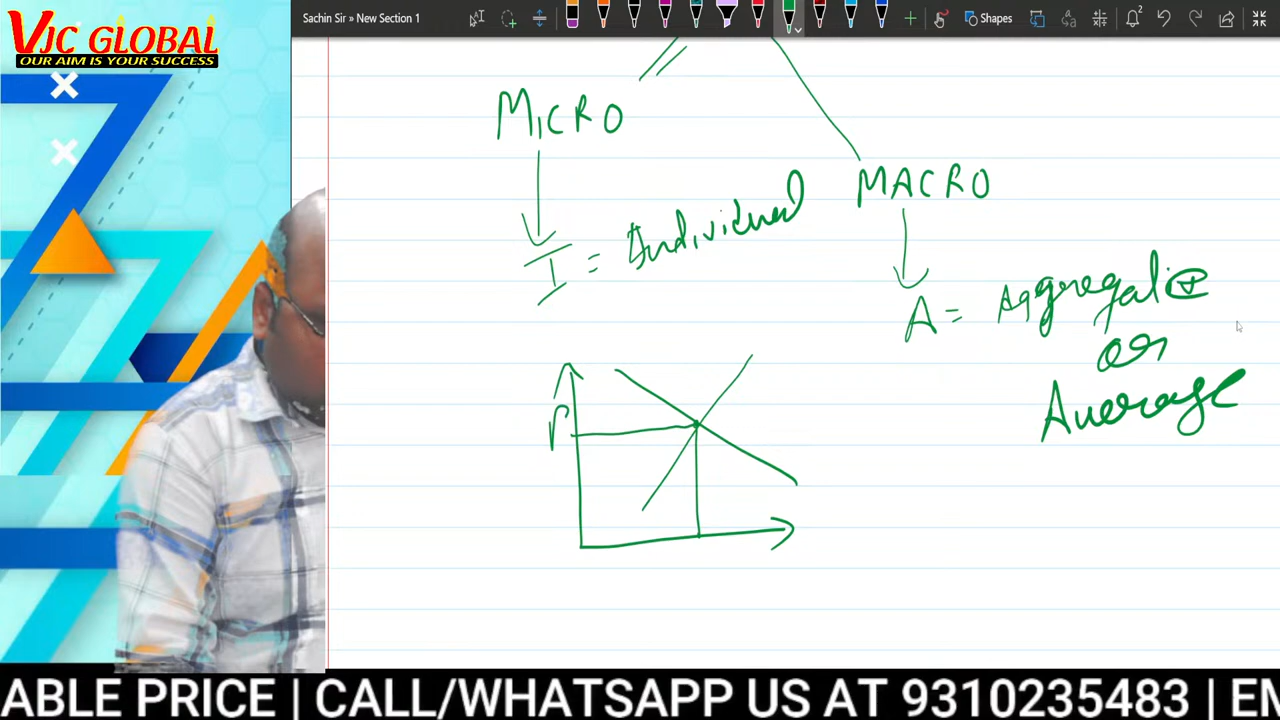 VJC GLOBAL
OUR AIM IS YOUR SUCCESS
Sachin Sir » New Section 1
Shapes
2
MICRO
MACRO
I = Individual
A = Aggregate
or
Average
P
ABLE PRICE | CALL/WHATSAPP US AT 9310235483 | EM